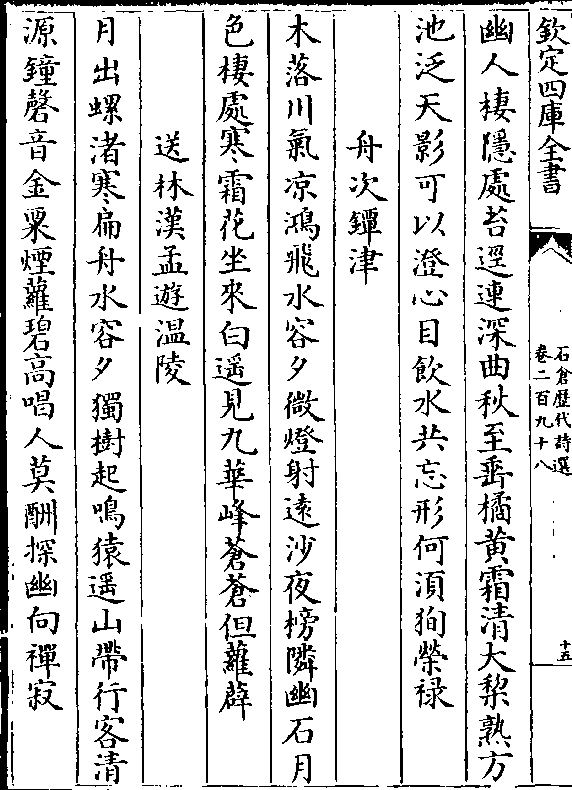 欽定四庫全書
石倉歷代詩選
卷二百九十八
十五
幽人棲隱處苔逕連深曲秋至垂橘黄霜清大梨熟方
池泛天影可以澄心目飲水共忘形何須狥榮禄
舟次鐔津
木落川氣凉鴻飛水容夕微燈射遠沙夜榜隣幽石月
色棲處寒霜花坐來白遥見九華峰蒼蒼但蘿薜
送林漢孟遊温陵
月出螺渚寒扁舟水容夕獨樹起鳴猿遥山帶行客清
源鐘磬音金粟煙蘿碧高唱人莫酬探幽向禪寂